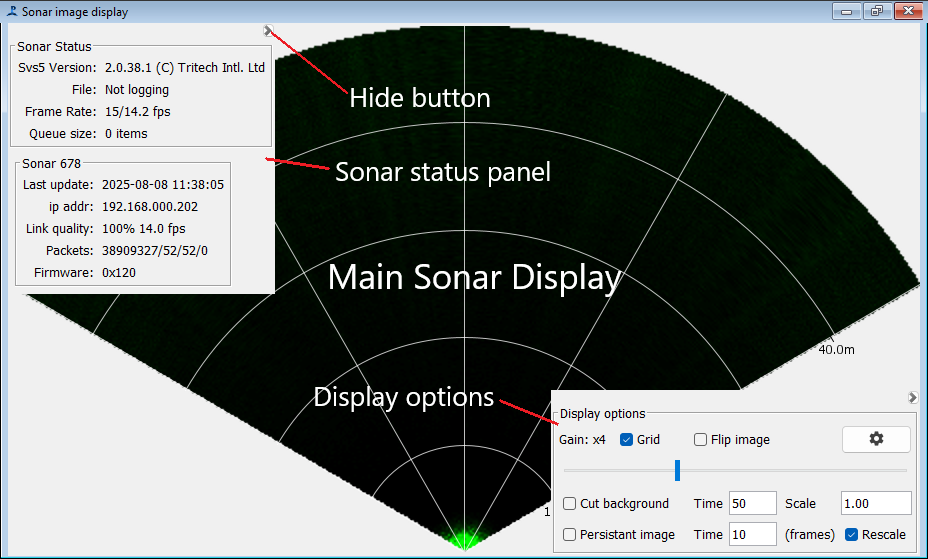 Sonar image display
Sonar Status
Svs5 Version: 2.0.38.1 (C) Tritech Intl. Ltd
File: Not logging
Frame Rate: 15/14.2 fps
Queue size: 0 items
Hide button
Sonar 678
Last update: 2025-08-08 11:38:05
ip addr: 192.168.000.202
Link quality: 100% 14.0 fps
Packets: 38909327/52/52/0
Firmware: 0x120
Sonar status panel
Main Sonar Display
40.0m
Display options
Display options
Gain: x4 Grid Flip image
Cut background Time 50 Scale 1.00
1
Persistant image Time 10 (frames) Rescale